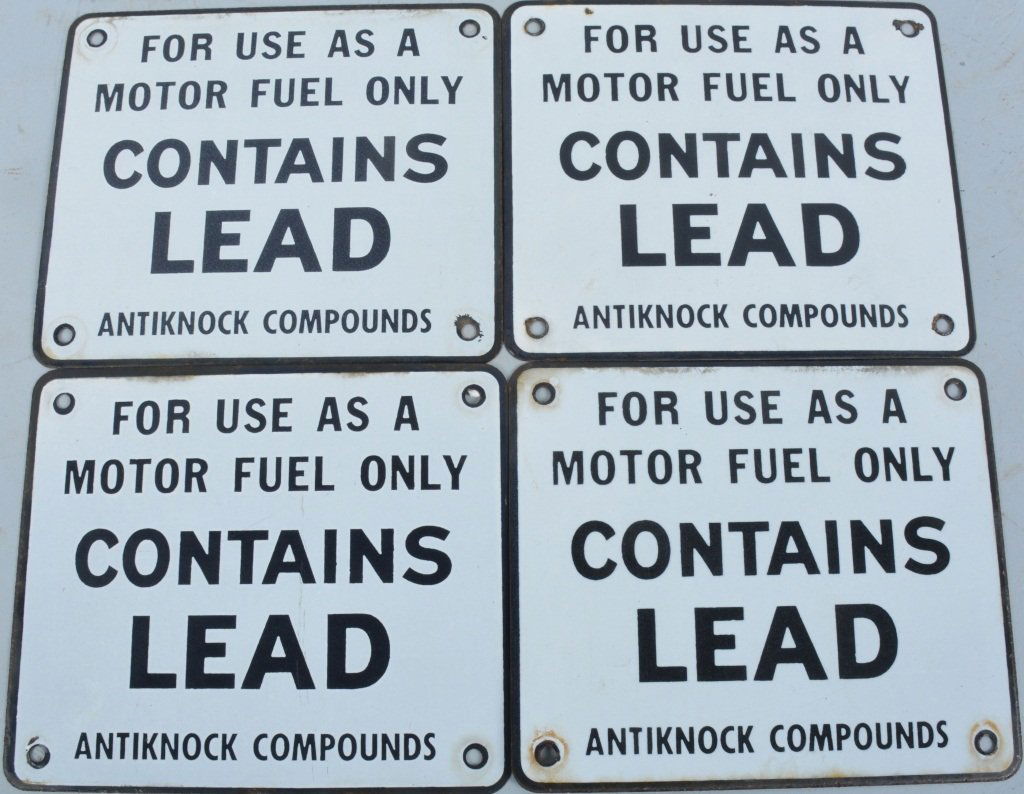 FOR USE AS A
MOTOR FUEL ONLY
CONTAINS
LEAD
ANTIKNOCK COMPOUNDS
FOR USE AS A
MOTOR FUEL ONLY
CONTAINS
LEAD
ANTIKNOCK COMPOUNDS
FOR USE AS A
MOTOR FUEL ONLY
CONTAINS
LEAD
ANTIKNOCK COMPOUNDS
FOR USE AS A
MOTOR FUEL ONLY
CONTAINS
LEAD
ANTIKNOCK COMPOUNDS